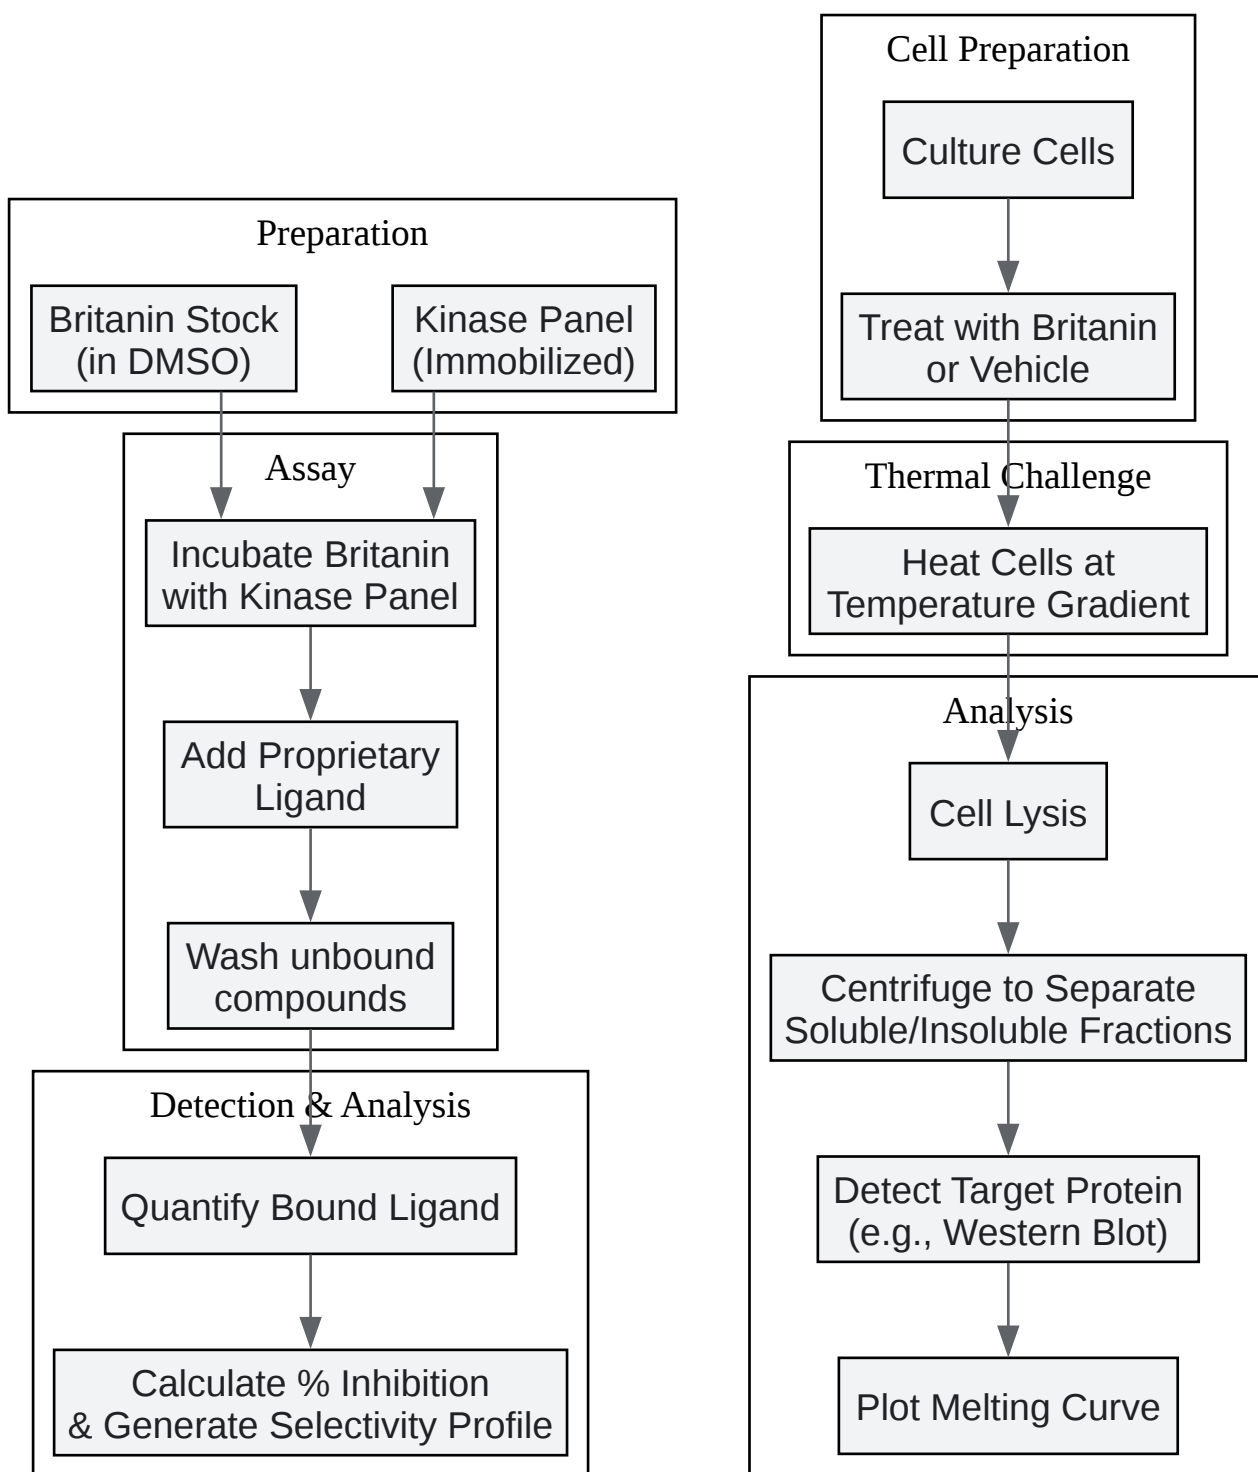 Preparation
Britanin Stock
(in DMSO)
Kinase Panel
(Immobilized)
Assay
Incubate Britanin
with Kinase Panel
Add Proprietary
Ligand
Wash unbound
compounds
Detection & Analysis
Quantify Bound Ligand
Calculate % Inhibition
& Generate Selectivity Profile
Cell Preparation
Culture Cells
Treat with Britanin
or Vehicle
Thermal Challenge
Heat Cells at
Temperature Gradient
Analysis
Cell Lysis
Centrifuge to Separate
Soluble/Insoluble Fractions
Detect Target Protein
(e.g., Western Blot)
Plot Melting Curve